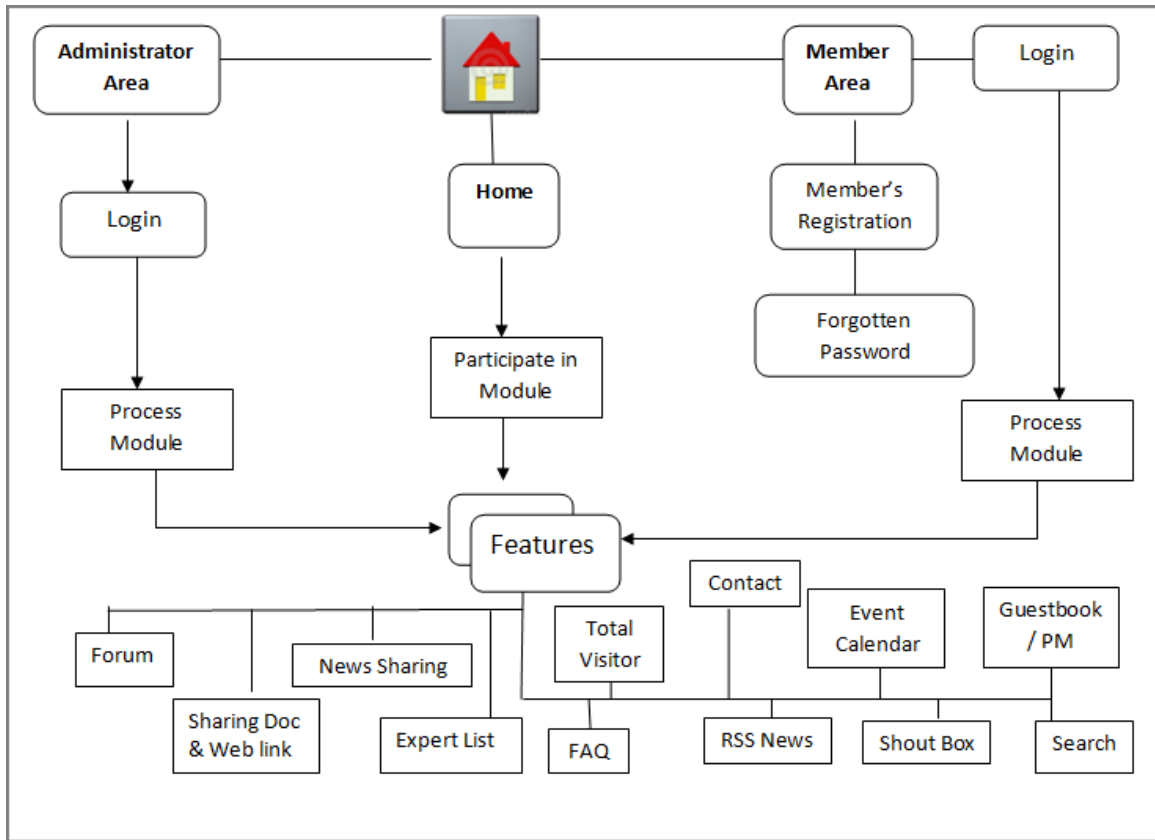 Administrator
Area
Member
Area
Login
Home
Member's
Registration
Login
Forgotten
Password
Participate in
Module
Process
Module
Process
Module
Features
Contact
Event
Calendar
Guestbook
/ PM
Total
Visitor
Forum
News Sharing
Sharing Doc
& Web link
Expert List
FAQ
RSS News
Shout Box
Search